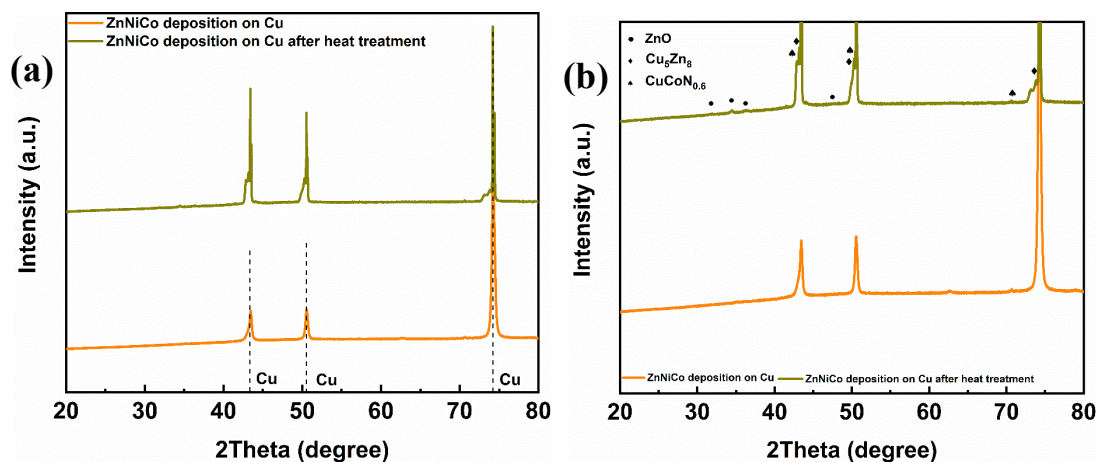 (a)
ZnNiCo deposition on Cu
ZnNiCo deposition on Cu after heat treatment
Intensity (a.u.)
Cu
Cu
Cu
20 30 40 50 60 70 80
2Theta (degree)
(b)
ZnO
Cu5Zn8
CuCoN0.6
Intensity (a.u.)
ZnNiCo deposition on Cu
ZnNiCo deposition on Cu after heat treatment
20 30 40 50 60 70 80
2Theta (degree)